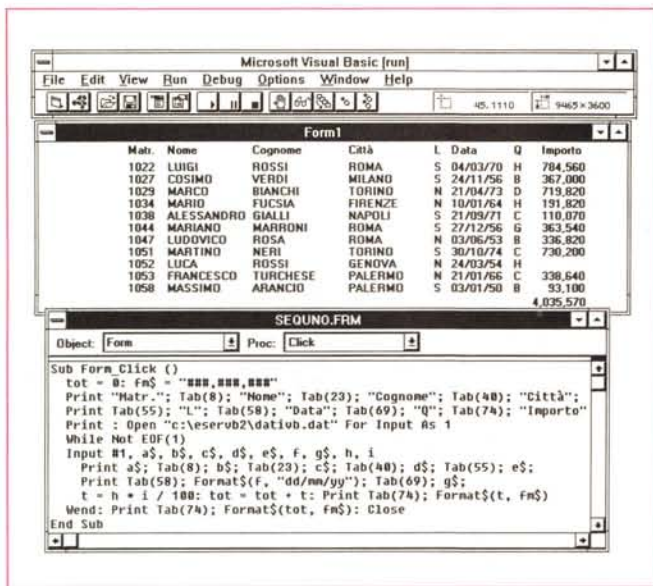 Microsoft Visual Basic [run]
File Edit View Run Debug Options Window Help
45, 1110 9465×3600
Form1
Matr. Nome Cognome Città L Data Q Importo
1022 LUIGI ROSSI ROMA S 04/03/70 H 784,560
1027 COSIMO VERDI MILANO S 24/11/56 B 367,000
1029 MARCO BIANCHI TORINO N 21/04/73 D 719,820
1034 MARIO FUCSIA FIRENZE N 10/01/64 H 191,820
1038 ALESSANDRO GIALLI NAPOLI S 21/09/71 C 110,070
1044 MARIANO MARRONI ROMA S 27/12/56 G 363,540
1047 LUDOVICO ROSA ROMA N 03/06/53 B 336,820
1051 MARTINO NERI TORINO S 30/10/74 C 730,200
1052 LUCA ROSSI GENOVA N 24/03/54 H
1053 FRANCESCO TURCHESE PALERMO N 21/01/66 C 338,640
1058 MASSIMO ARANCIO PALERMO S 03/01/50 B 93,100
4,035,570
SEQUNO.FRM
Object: Form Proc: Click
Sub Form_Click ()
tot = 0: fm$ = "###,###,###"
Print "Matr."; Tab(8); "Nome"; Tab(23); "Cognome"; Tab(40); "Città";
Print Tab(55); "L"; Tab(58); "Data"; Tab(69); "Q"; Tab(74); "Importo"
Print : Open "c:\eservb2\dativb.dat" For Input As 1
While Not EOF(1)
Input #1, a$, b$, c$, d$, e$, f, g$, h, i
Print a$; Tab(8); b$; Tab(23); c$; Tab(40); d$; Tab(55); e$;
Print Tab(58); Format$(f, "dd/mm/yy"); Tab(69); g$;
t = h * i / 100: tot = tot + t: Print Tab(74); Format$(t, fm$)
Wend: Print Tab(74); Format$(tot, fm$): Close
End Sub